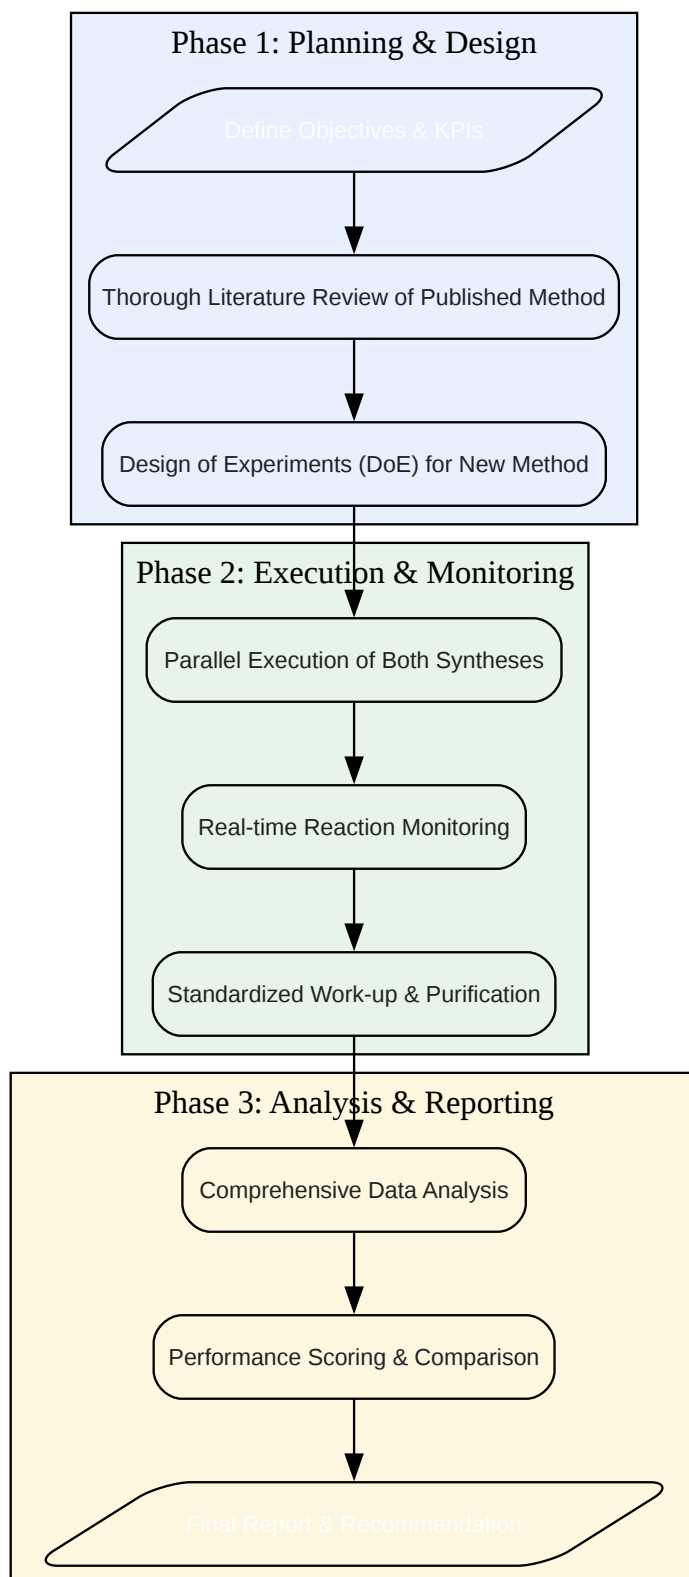 Phase 1: Planning & Design
Define Objectives & KPIs
Thorough Literature Review of Published Method
Design of Experiments (DoE) for New Method
Phase 2: Execution & Monitoring
Parallel Execution of Both Syntheses
Real-time Reaction Monitoring
Standardized Work-up & Purification
Phase 3: Analysis & Reporting
Comprehensive Data Analysis
Performance Scoring & Comparison
Final Report & Recommendation